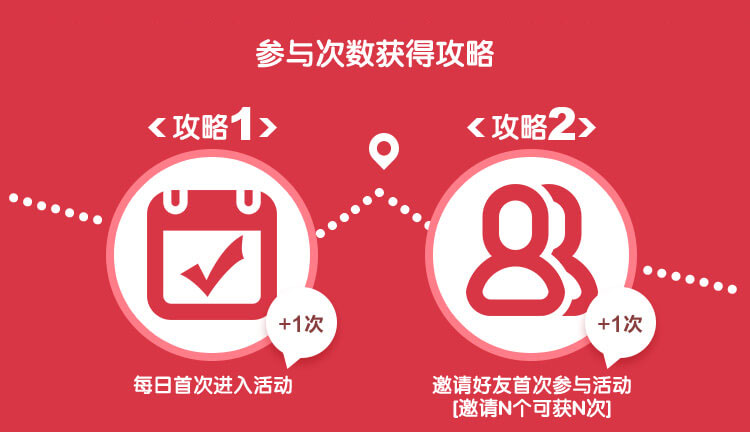 参与次数获得攻略
攻略1
攻略2
+1次
+1次
每日首次进入活动
邀请好友首次参与活动
[邀请N个可获N次]